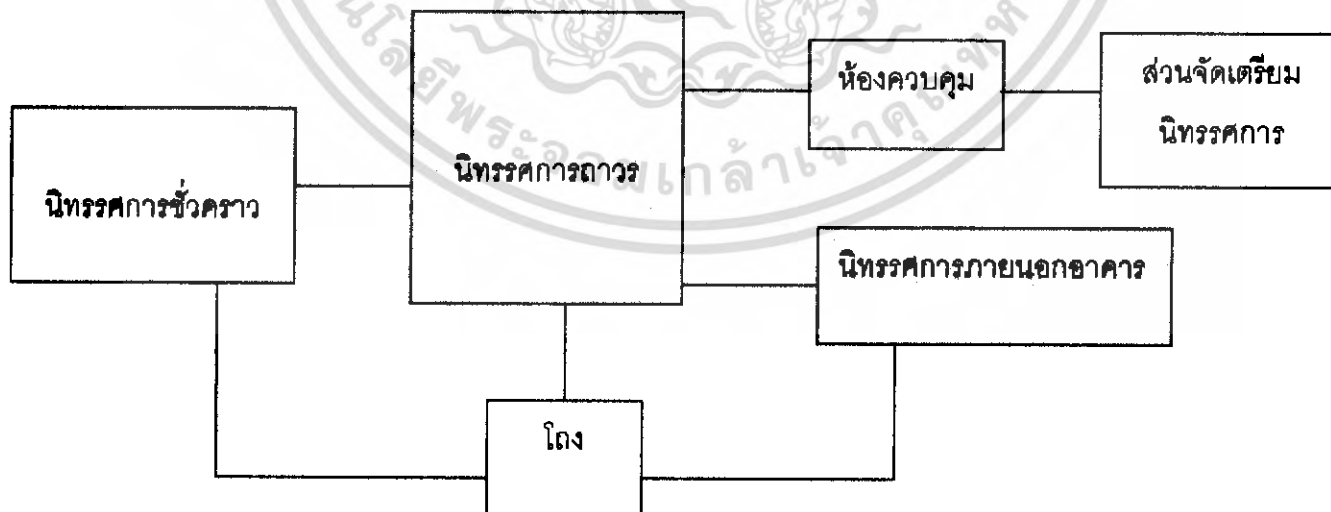 ห้องควบคุม
ส่วนจัดเตรียม
นิทรรศการ
นิทรรศการถาวร
นิทรรศการชั่วคราว
นิทรรศการภายนอกอาคาร
โถง